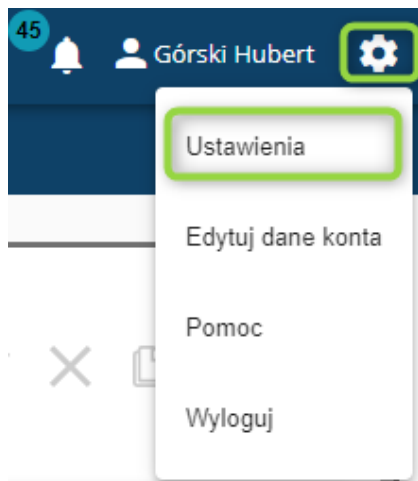 45
Górski Hubert
Ustawienia
Edytuj dane konta
Pomoc
Wyloguj